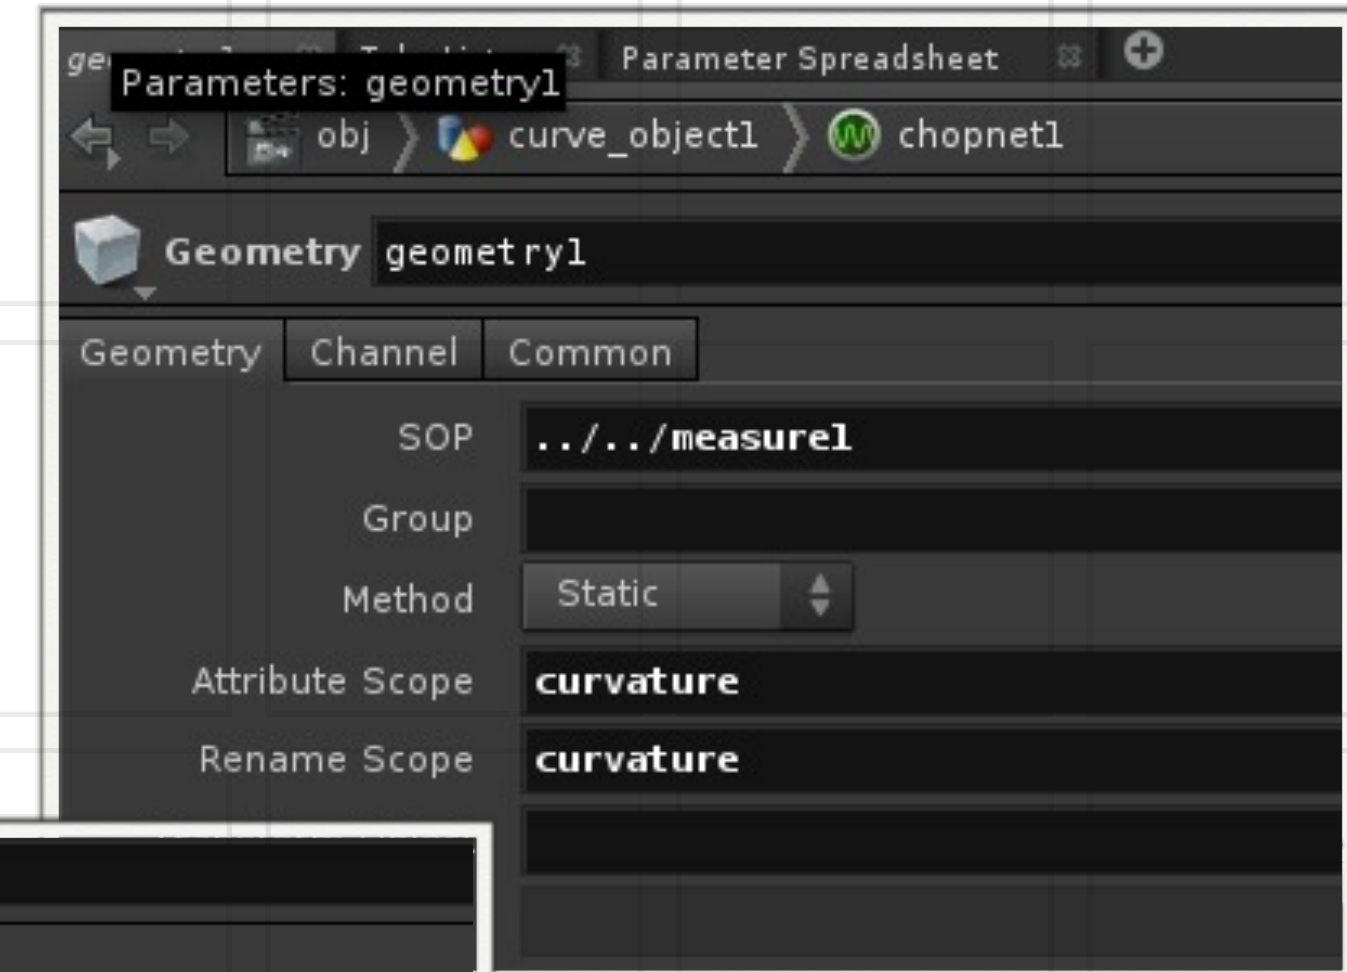 Parameter Spreadsheet
Parameters: geometry1
obj curve_object1 chopnet1
Geometry geometry1
Geometry Channel Common
SOP ../../measure1
Group
Method Static
Attribute Scope curvature
Rename Scope curvature